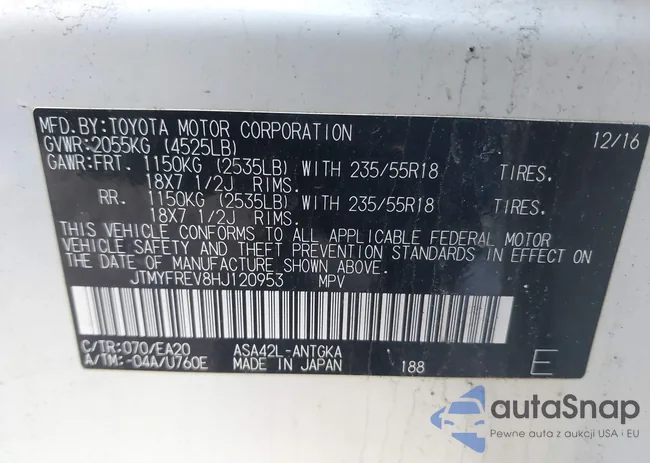 MFD.BY:TOYOTA MOTOR CORPORATION 12/16
GVWR:2055KG (4525LB)
GAWR:FRT. 1150KG (2535LB) WITH 235/55R18 TIRES.
18X7 1/2J RIMS.
RR. 1150KG (2535LB) WITH 235/55R18 TIRES.
18X7 1/2J RIMS.
THIS VEHICLE CONFORMS TO ALL APPLICABLE FEDERAL MOTOR
VEHICLE SAFETY AND THEFT PREVENTION STANDARDS IN EFFECT ON
THE DATE OF MANUFACTURE SHOWN ABOVE.
JTMYFREV8HJ120953 MPV
C/TR:070/EA20 ASA42L-ANTGKA
A/TM:-04A/U760E MADE IN JAPAN 188 E
autaSnap
Pewne auta z aukcji USA i EU